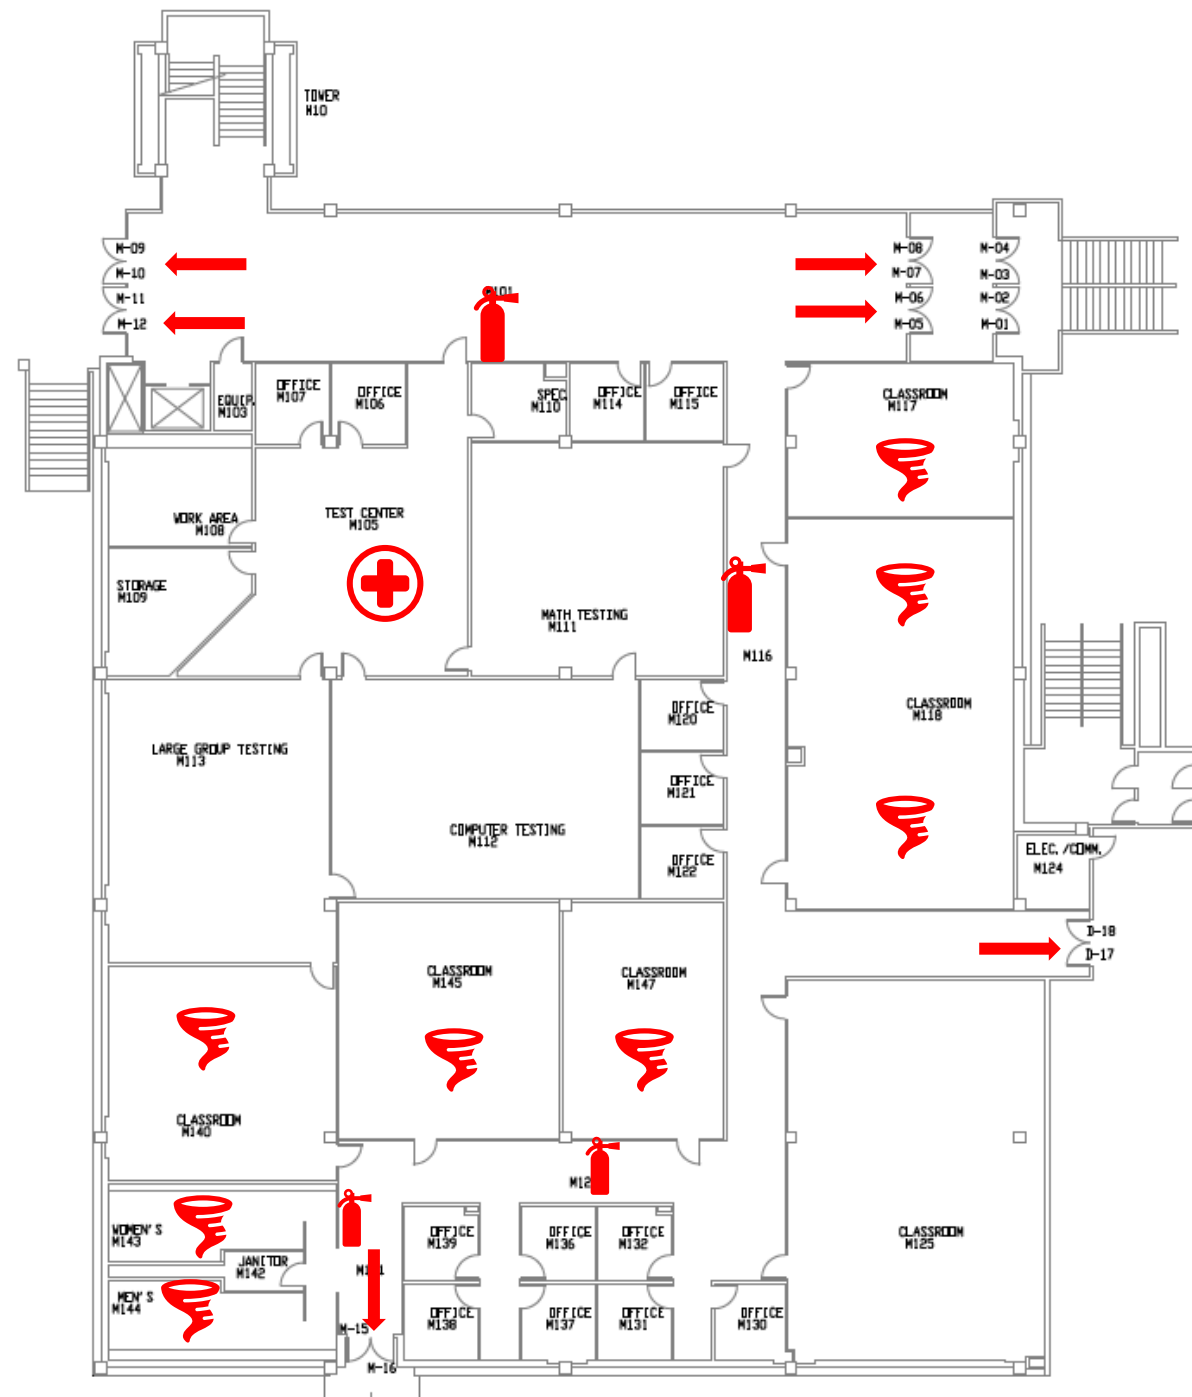 TOWER
M10
M-09
M-10
M-11
M-12
M-08
M-07
M-06
M-05
M-04
M-03
M-02
M-01
M101
EQUIP.
M103
OFFICE
M107
OFFICE
M106
SPEC.
M110
OFFICE
M114
OFFICE
M115
CLASSROOM
M117
WORK AREA
M108
TEST CENTER
M105
STORAGE
M109
MATH TESTING
M111
M116
OFFICE
M120
CLASSROOM
M118
LARGE GROUP TESTING
M113
OFFICE
M121
COMPUTER TESTING
M112
OFFICE
M122
ELEC./COMM.
M124
D-18
D-17
CLASSROOM
M145
CLASSROOM
M147
CLASSROOM
M140
M12
WOMEN'S
M143
JANITOR
M142
MEN'S
M144
OFFICE
M139
OFFICE
M136
OFFICE
M132
CLASSROOM
M125
OFFICE
M138
OFFICE
M137
OFFICE
M131
OFFICE
M130
M-15
M-16